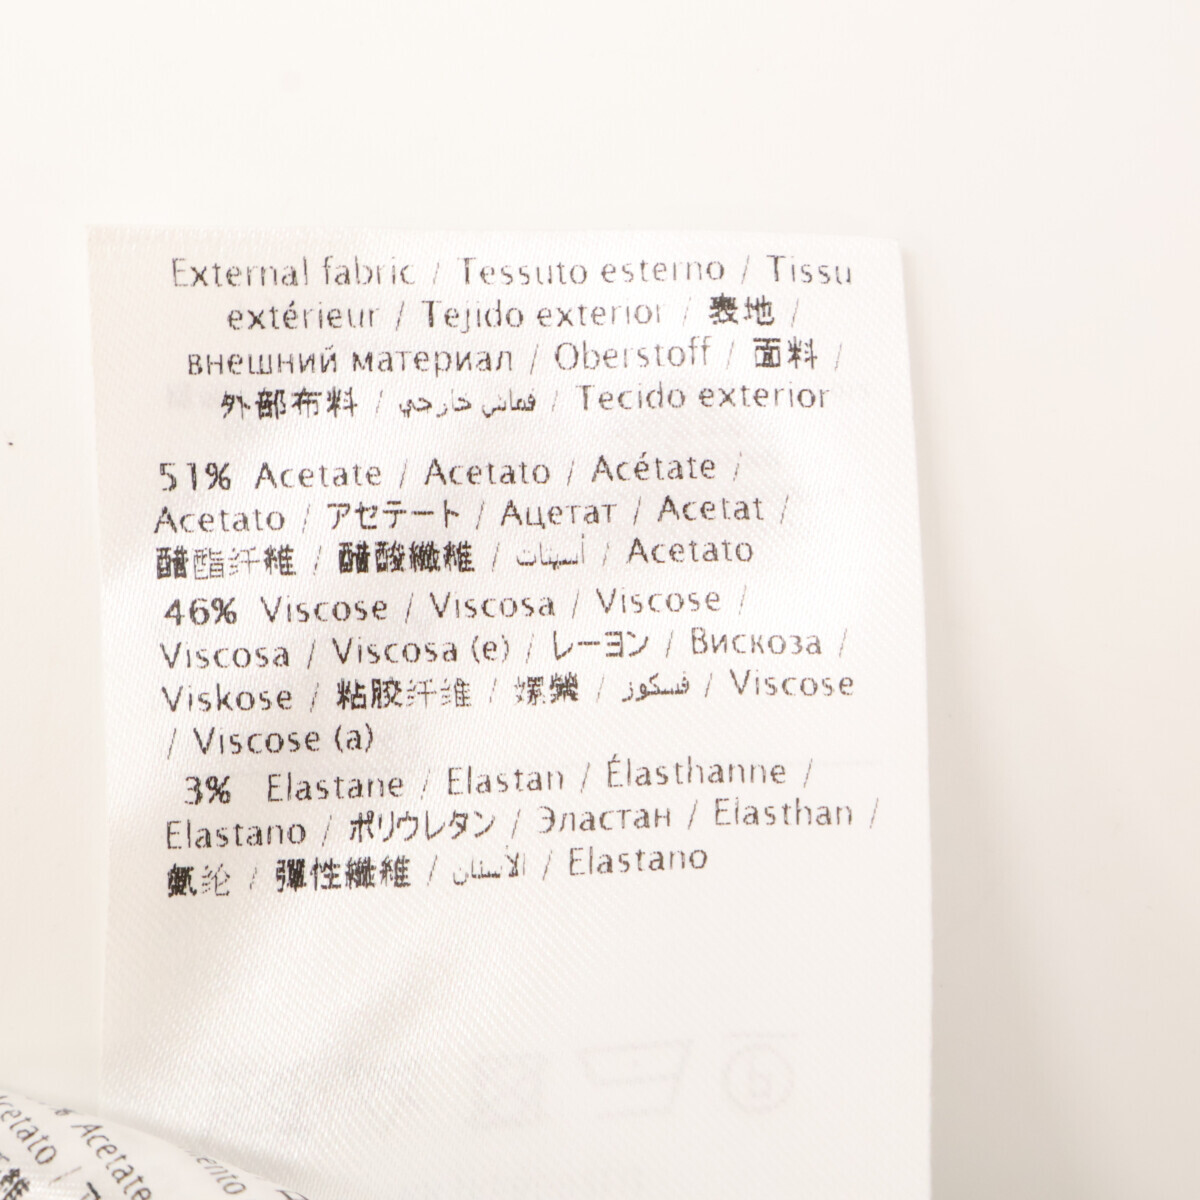 External fabric / Tessuto esterno / Tissu
extérieur / Tejido exterior / 表地 /
внешний материал / Oberstoff / 面料 /
外部布料 / قماش خارجي / Tecido exterior
51% Acetate / Acetato / Acétate /
Acetato / アセテート / Ацетат / Acetat /
醋酯纤维 / 醋酸纖維 / أسيتات / Acetato
46% Viscose / Viscosa / Viscose /
Viscosa / Viscosa (e) / レーヨン / Вискоза /
Viskose / 粘胶纤维 / 嫘縈 / فسكوز / Viscose
/ Viscose (a)
3% Elastane / Elastan / Élasthanne /
Elastano / ポリウレタン / Эластан / Elasthan /
氨纶 / 彈性纖維 / الأستان / Elastano
Acetate
cetato /